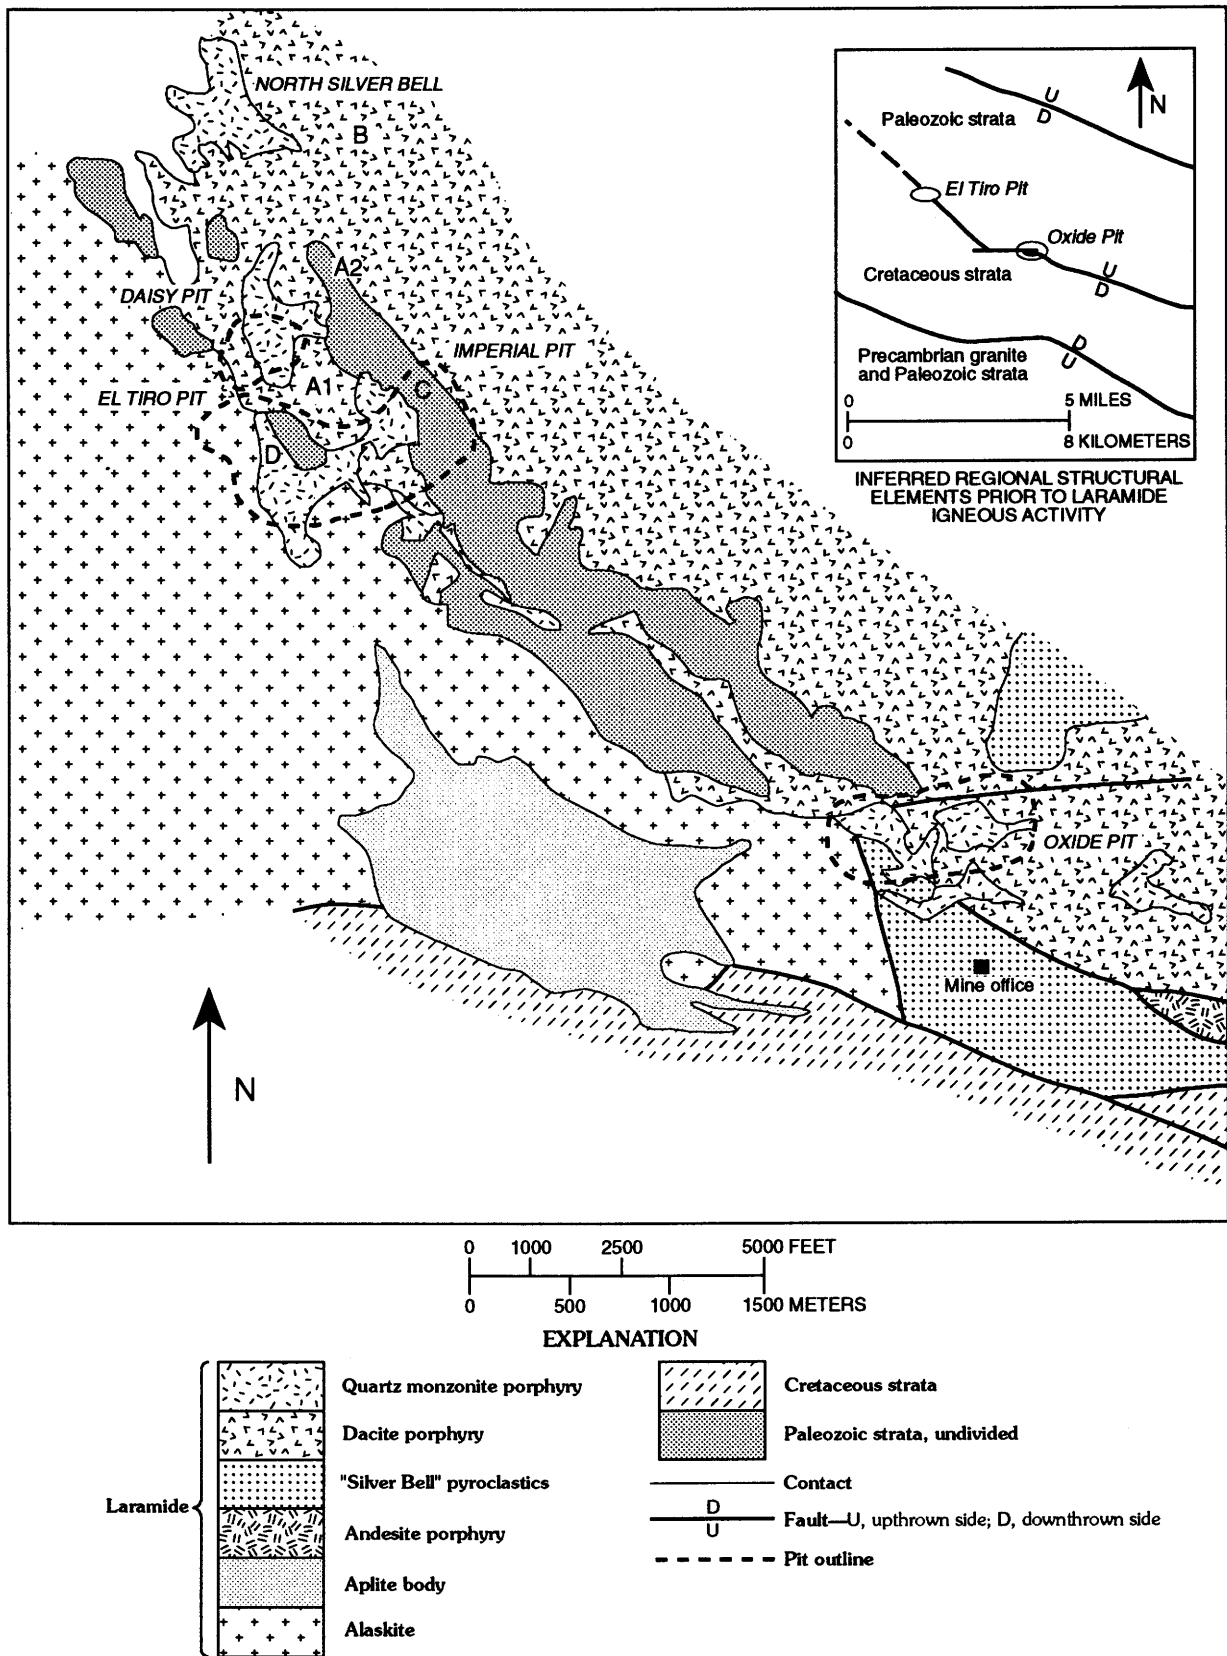 NORTH SILVER BELL
B
A2
DAISY PIT
IMPERIAL PIT
A1
C
EL TIRO PIT
D
N
U
D
Paleozoic strata
El Tiro Pit
Oxide Pit
U
D
Cretaceous strata
D
U
Precambrian granite
and Paleozoic strata
0 5 MILES
0 8 KILOMETERS
INFERRED REGIONAL STRUCTURAL
ELEMENTS PRIOR TO LARAMIDE
IGNEOUS ACTIVITY
OXIDE PIT
Mine office
N
0 1000 2500 5000 FEET
0 500 1000 1500 METERS
EXPLANATION
Laramide
Quartz monzonite porphyry
Dacite porphyry
"Silver Bell" pyroclastics
Andesite porphyry
Aplite body
Alaskite
Cretaceous strata
Paleozoic strata, undivided
Contact
D
U
Fault—U, upthrown side; D, downthrown side
Pit outline